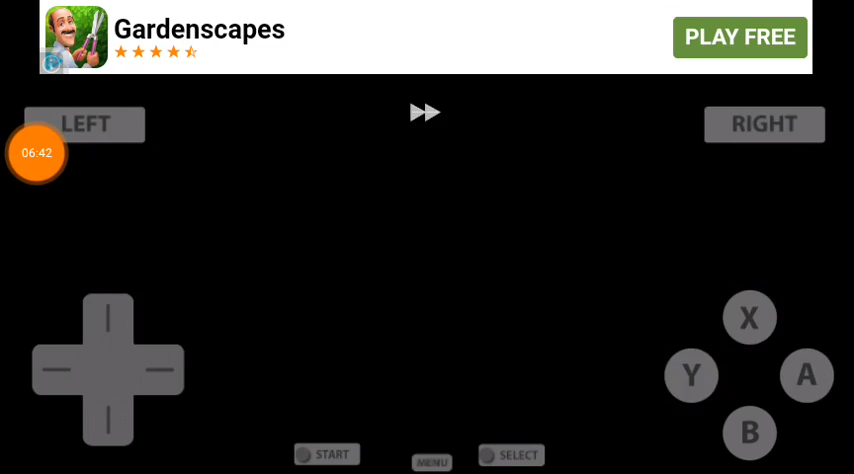 Gardenscapes
PLAY FREE
LEFT
RIGHT
06:42
X
Y
A
B
START
MENU
SELECT